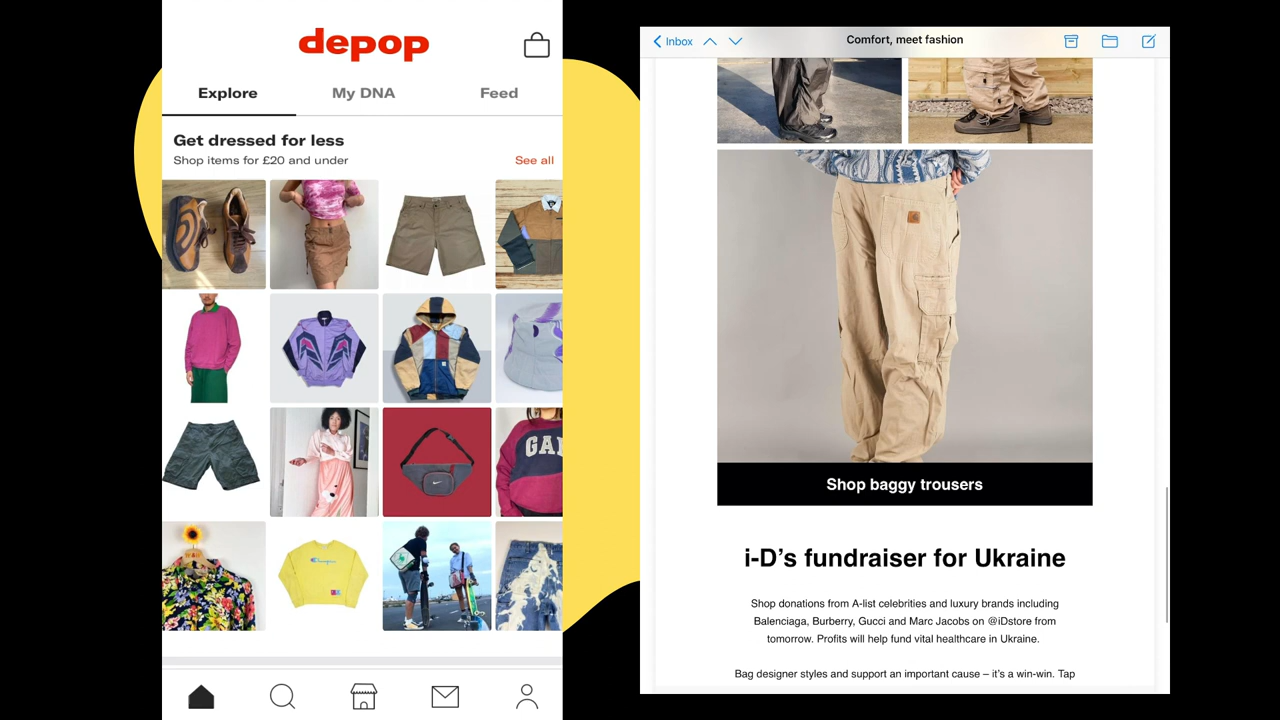 depop
Explore
My DNA
Feed
Get dressed for less
Shop items for £20 and under
See all
GAP
Champion
Inbox
Comfort, meet fashion
Shop baggy trousers
i-D’s fundraiser for Ukraine
Shop donations from A-list celebrities and luxury brands including
Balenciaga, Burberry, Gucci and Marc Jacobs on @iDstore from
tomorrow. Profits will help fund vital healthcare in Ukraine.
Bag designer styles and support an important cause – it’s a win-win. Tap